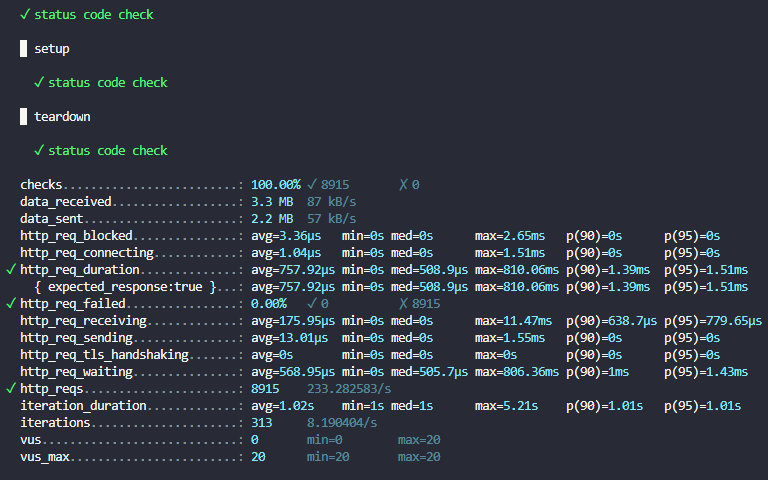 ✓ status code check
█ setup
✓ status code check
█ teardown
✓ status code check
checks.........................: 100.00% ✓ 8915 ✗ 0
data_received..................: 3.3 MB 87 kB/s
data_sent......................: 2.2 MB 57 kB/s
http_req_blocked...............: avg=3.36µs min=0s med=0s max=2.65ms p(90)=0s p(95)=0s
http_req_connecting............: avg=1.04µs min=0s med=0s max=1.51ms p(90)=0s p(95)=0s
✓ http_req_duration..............: avg=757.92µs min=0s med=508.9µs max=810.06ms p(90)=1.39ms p(95)=1.51ms
{ expected_response:true }...: avg=757.92µs min=0s med=508.9µs max=810.06ms p(90)=1.39ms p(95)=1.51ms
✓ http_req_failed................: 0.00% ✓ 0 ✗ 8915
http_req_receiving.............: avg=175.95µs min=0s med=0s max=11.47ms p(90)=638.7µs p(95)=779.65µs
http_req_sending...............: avg=13.01µs min=0s med=0s max=1.55ms p(90)=0s p(95)=0s
http_req_tls_handshaking.......: avg=0s min=0s med=0s max=0s p(90)=0s p(95)=0s
http_req_waiting...............: avg=568.95µs min=0s med=505.7µs max=806.36ms p(90)=1ms p(95)=1.43ms
✓ http_reqs......................: 8915 233.282583/s
iteration_duration.............: avg=1.02s min=1s med=1s max=5.21s p(90)=1.01s p(95)=1.01s
iterations.....................: 313 8.190404/s
vus............................: 0 min=0 max=20
vus_max........................: 20 min=20 max=20